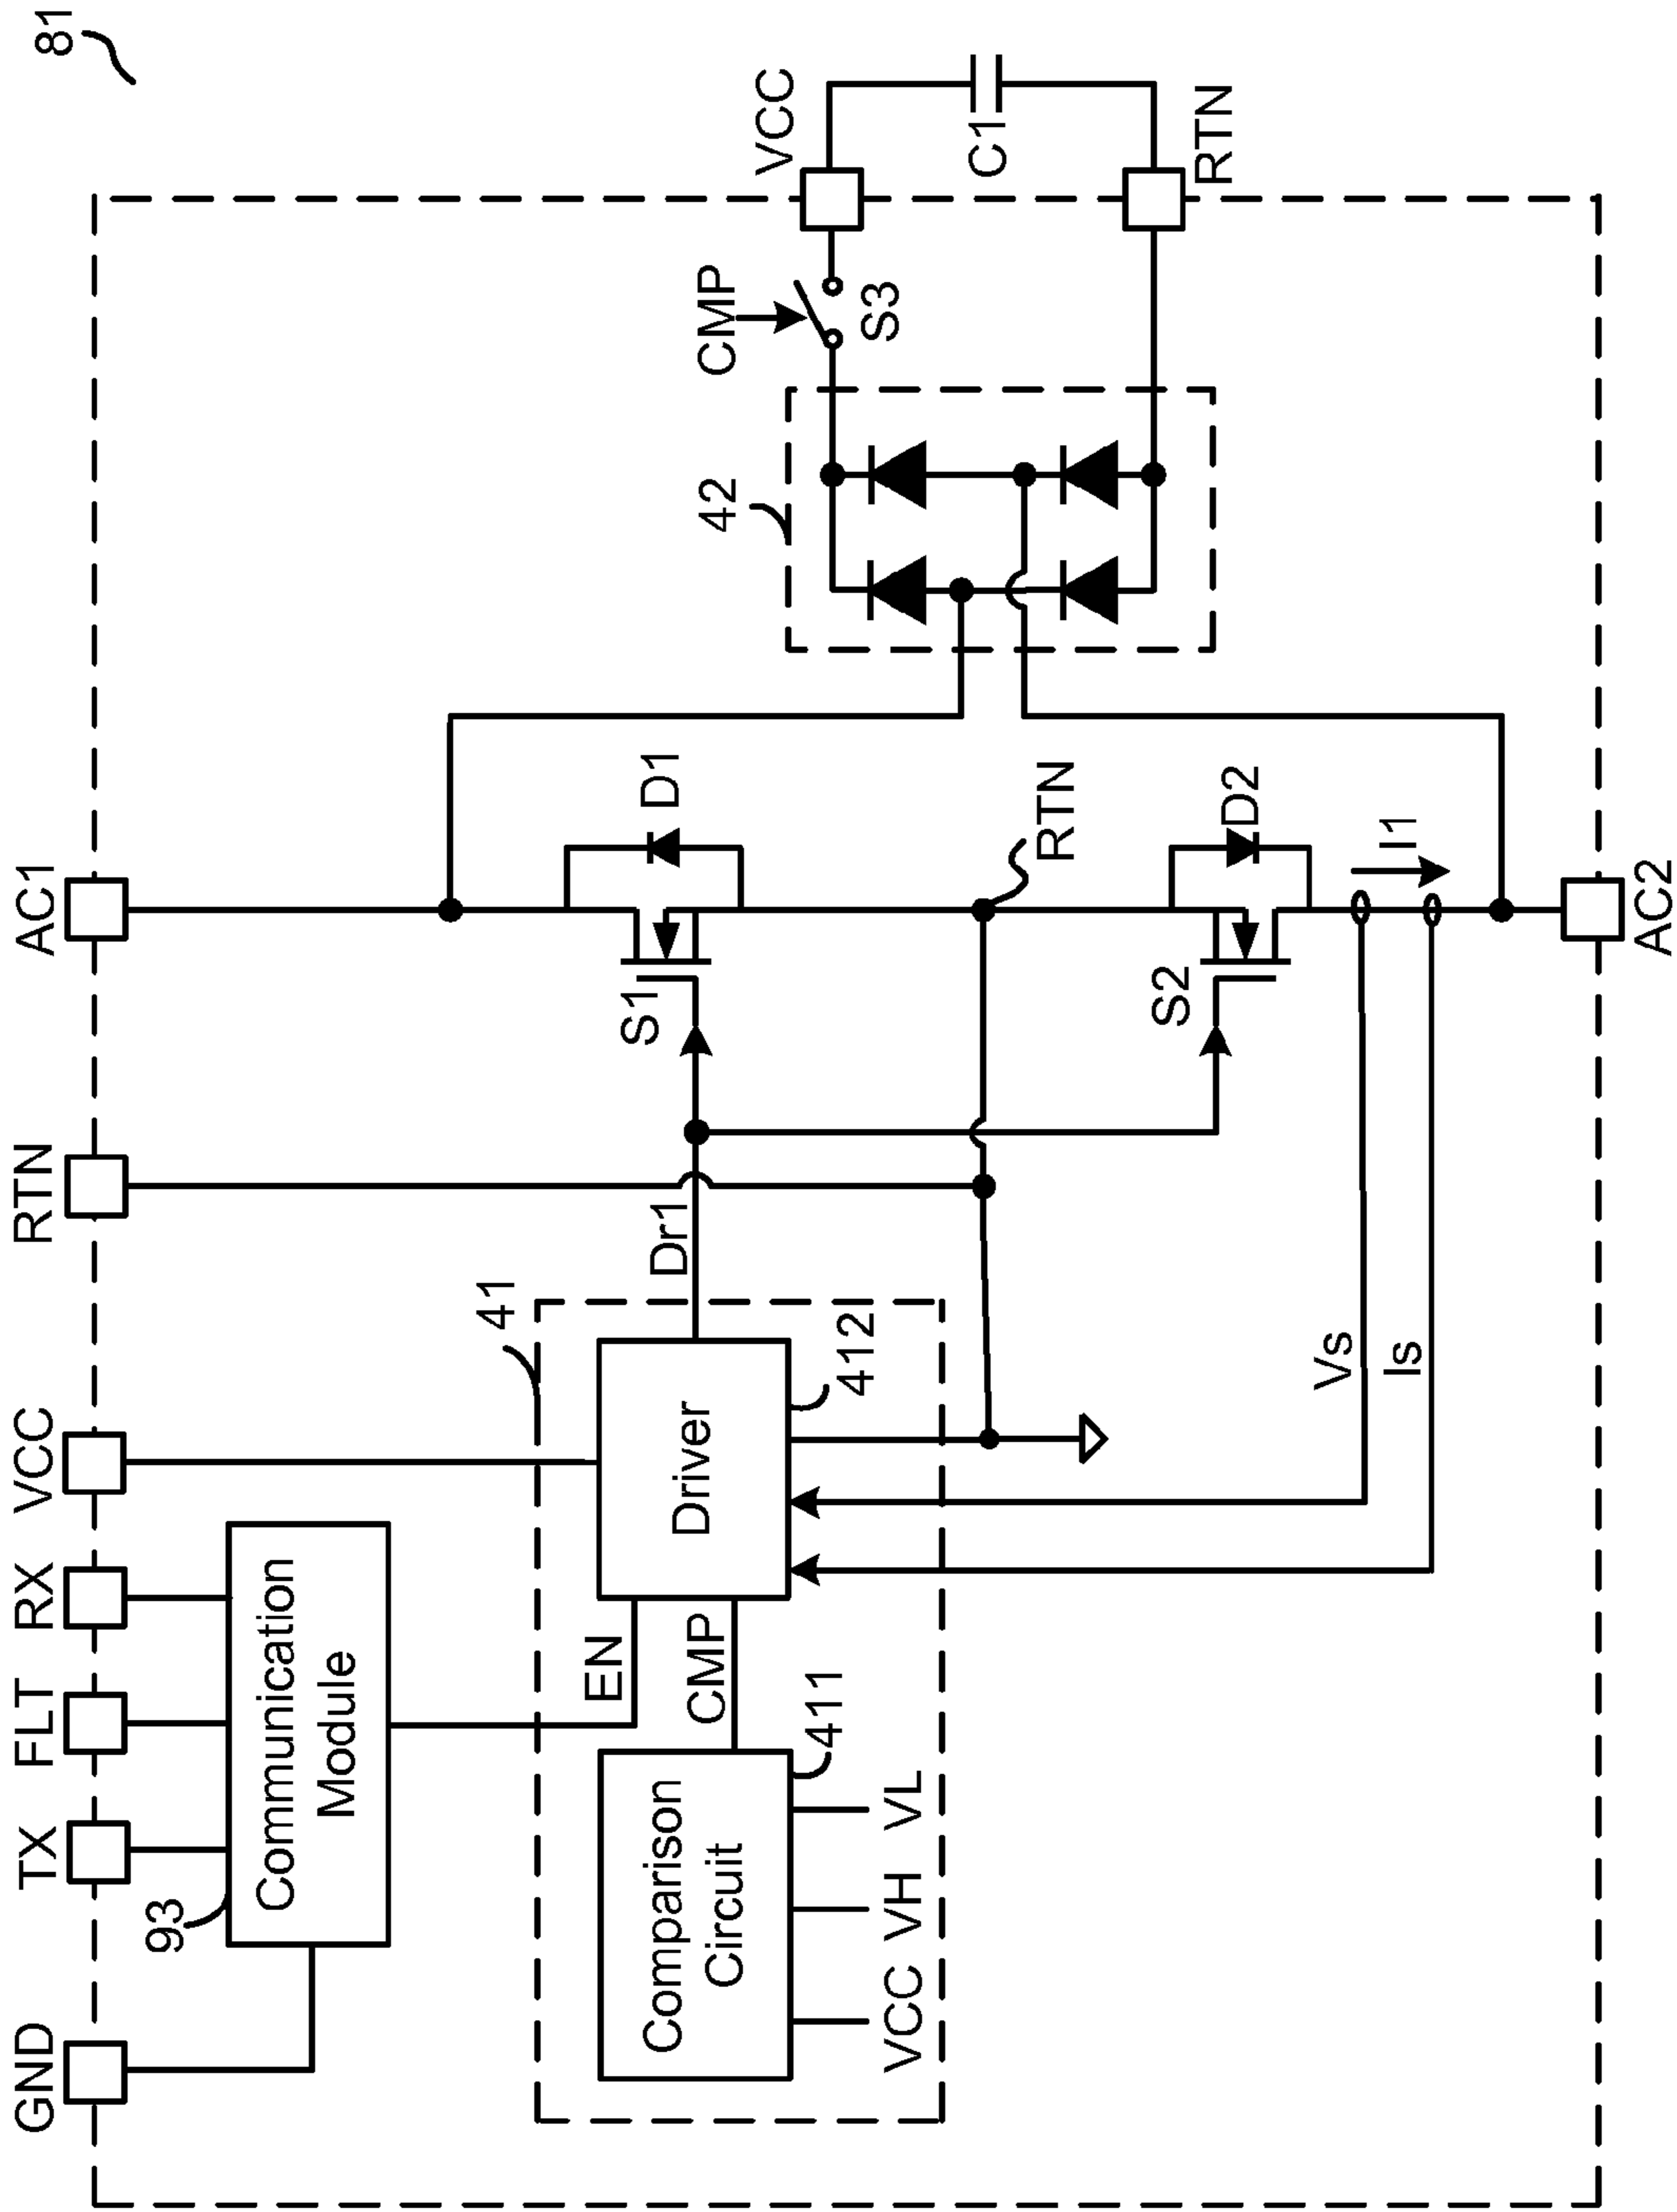 81
GND
TX
FLT
RX
VCC
RTN
AC1
93
Communication
Module
41
EN
CMP
Driver
412
Dr1
Comparison
Circuit
411
VCC
VH
VL
S1
D1
RTN
S2
D2
I1
Vs
Is
AC2
42
CMP
S3
VCC
C1
RTN